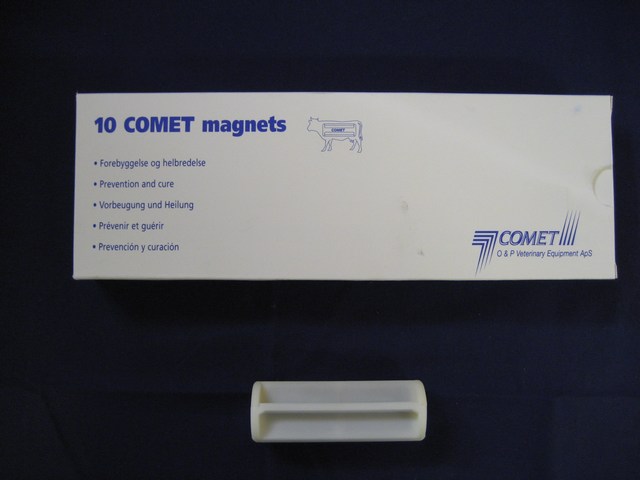 10 COMET magnets
COMET
• Forebyggelse og helbredelse
• Prevention and cure
• Vorbeugung und Heilung
• Prévenir et guérir
• Prevención y curación
COMET
O & P Veterinary Equipment ApS